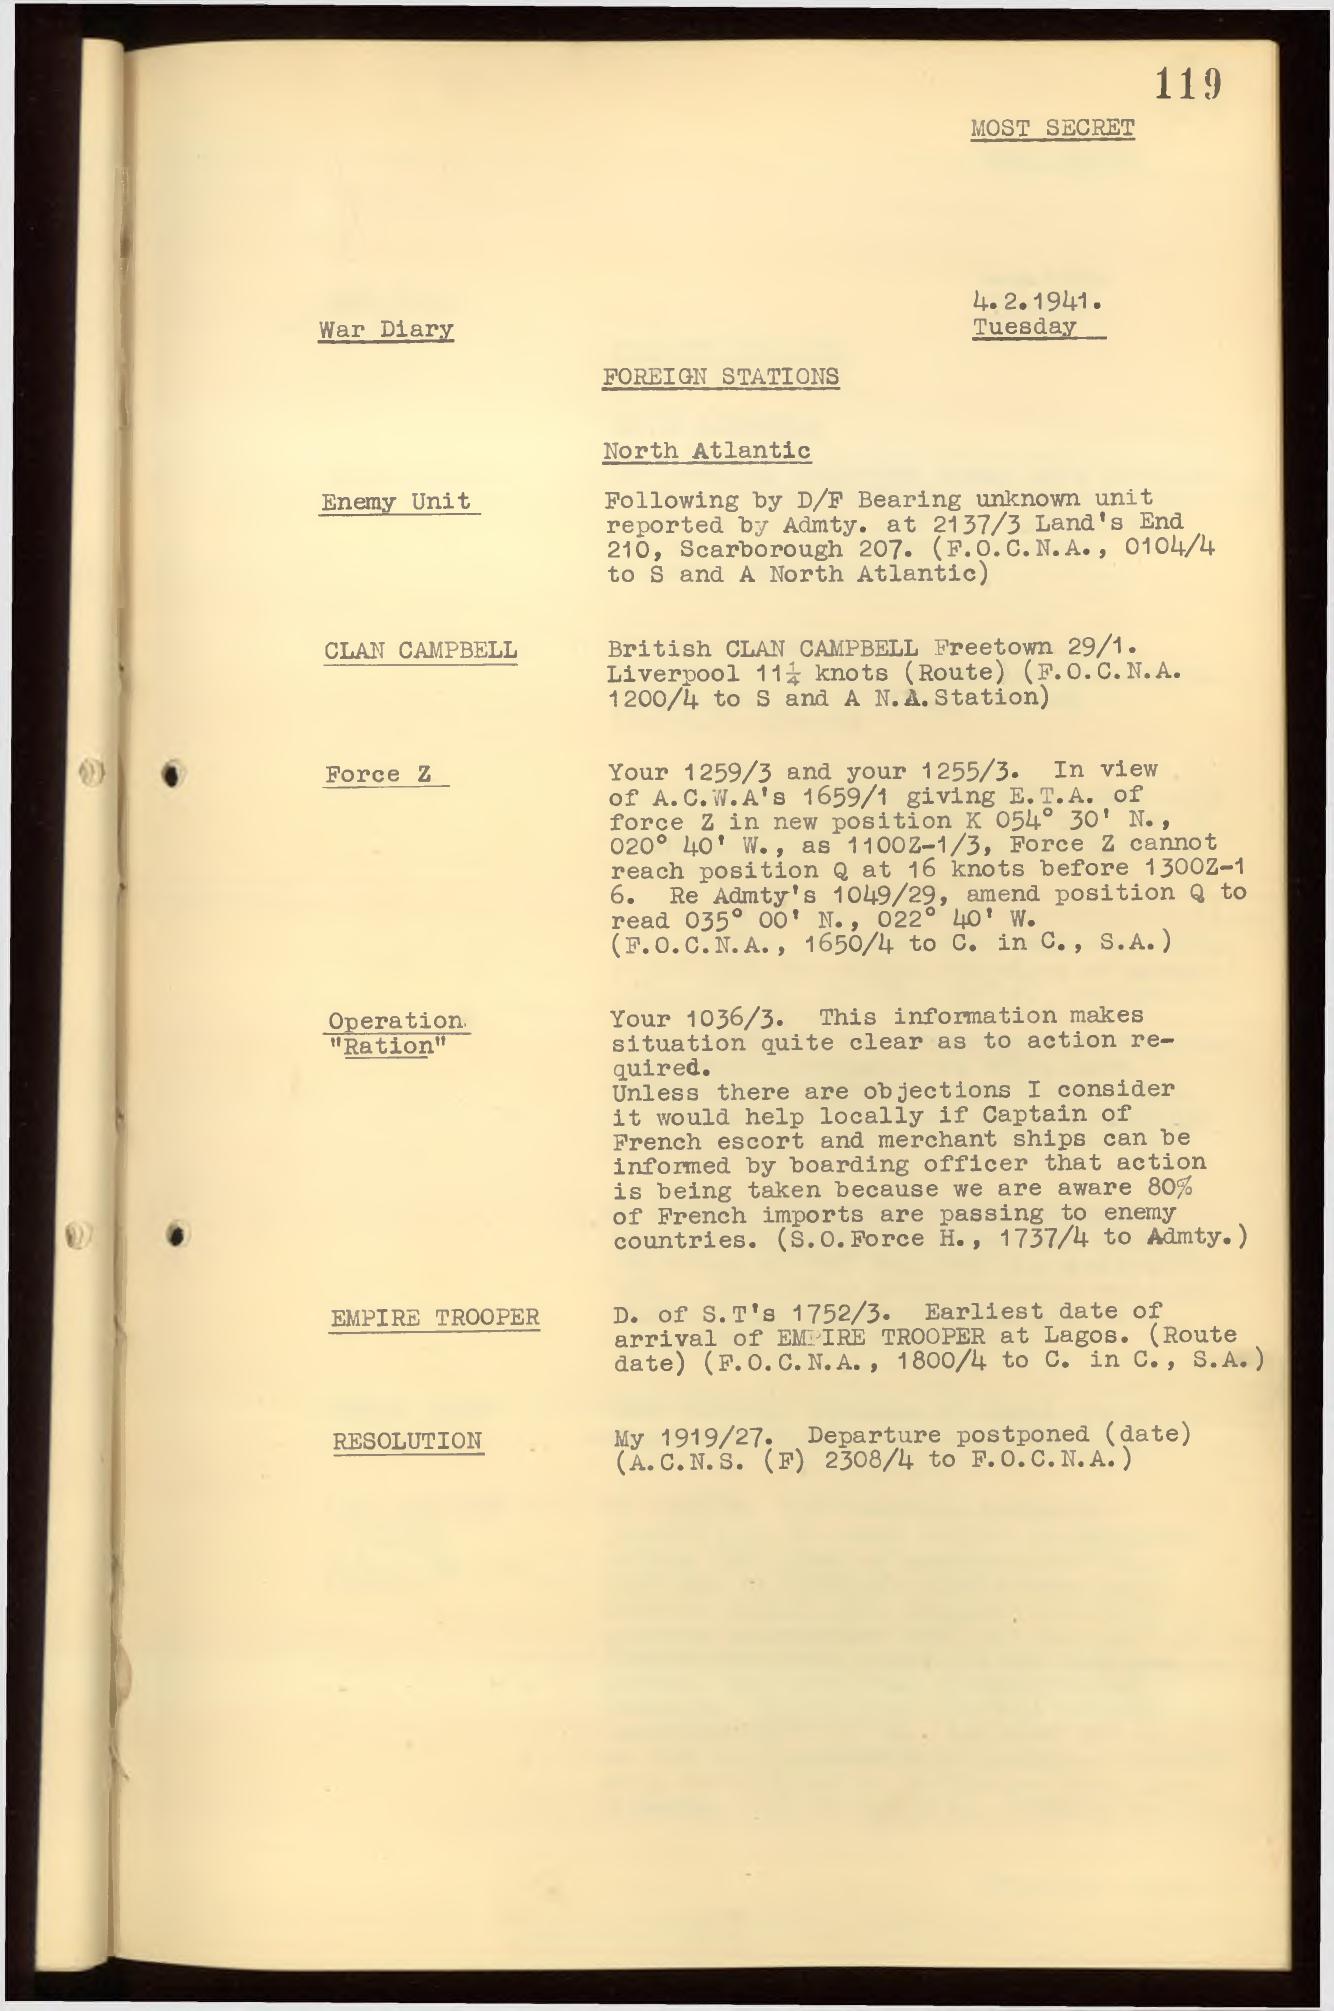 119
MOST SECRET
4.2.1941.
War Diary
Tuesday
FOREIGN STATIONS
North Atlantic
Enemy Unit
Following by D/F Bearing unknown unit
reported by Admty. at 2137/3 Land's End
210, Scarborough 207. (F.O.C.N.A., 0104/4
to S and A North Atlantic)
CLAN CAMPBELL
British CLAN CAMPBELL Freetown 29/1.
Liverpool 11¼ knots (Route) (F.O.C.N.A.
1200/4 to S and A N.A.Station)
Force Z
Your 1259/3 and your 1255/3. In view
of A.C.W.A's 1659/1 giving E.T.A. of
force Z in new position K 054° 30' N.,
020° 40' W., as 1100Z-1/3, Force Z cannot
reach position Q at 16 knots before 1300Z-1
6. Re Admty's 1049/29, amend position Q to
read 035° 00' N., 022° 40' W.
(F.O.C.N.A., 1650/4 to C. in C., S.A.)
Operation
"Ration"
Your 1036/3. This information makes
situation quite clear as to action re-
quired.
Unless there are objections I consider
it would help locally if Captain of
French escort and merchant ships can be
informed by boarding officer that action
is being taken because we are aware 80%
of French imports are passing to enemy
countries. (S.O.Force H., 1737/4 to Admty.)
EMPIRE TROOPER
D. of S.T's 1752/3. Earliest date of
arrival of EMPIRE TROOPER at Lagos. (Route
date) (F.O.C.N.A., 1800/4 to C. in C., S.A.)
RESOLUTION
My 1919/27. Departure postponed (date)
(A.C.N.S. (F) 2308/4 to F.O.C.N.A.)